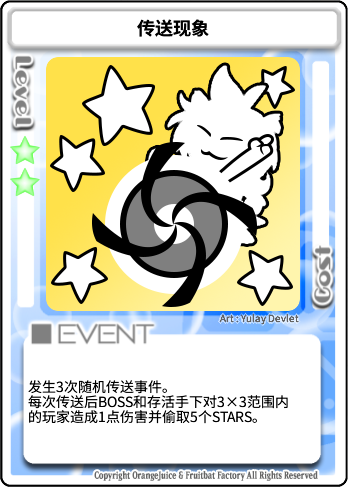 传送现象
Level
Cost
Art : Yulay Devlet
EVENT
发生3次随机传送事件。
每次传送后BOSS和存活手下对3×3范围内
的玩家造成1点伤害并偷取5个STARS。
Copyright OrangeJuice & Fruitbat Factory All Rights Reserved